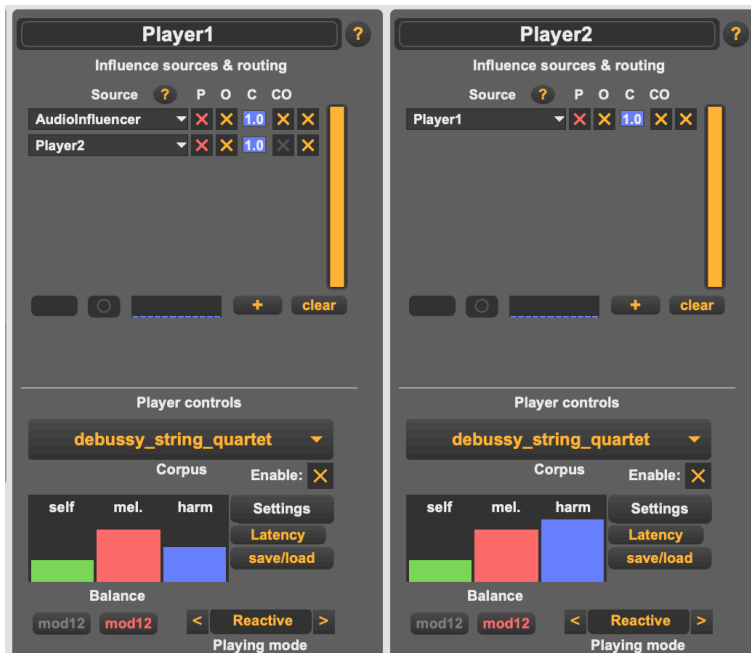 Player1 ?
Influence sources & routing
Source ? P O C CO
AudioInfluencer 1.0
Player2 1.0
+ clear
Player controls
debussy_string_quartet
Corpus
Enable:
self mel. harm
Settings
Latency
save/load
Balance
mod12 mod12 < Reactive >
Playing mode
Player2 ?
Influence sources & routing
Source ? P O C CO
Player1 1.0
+ clear
Player controls
debussy_string_quartet
Corpus
Enable:
self mel. harm
Settings
Latency
save/load
Balance
mod12 mod12 < Reactive >
Playing mode